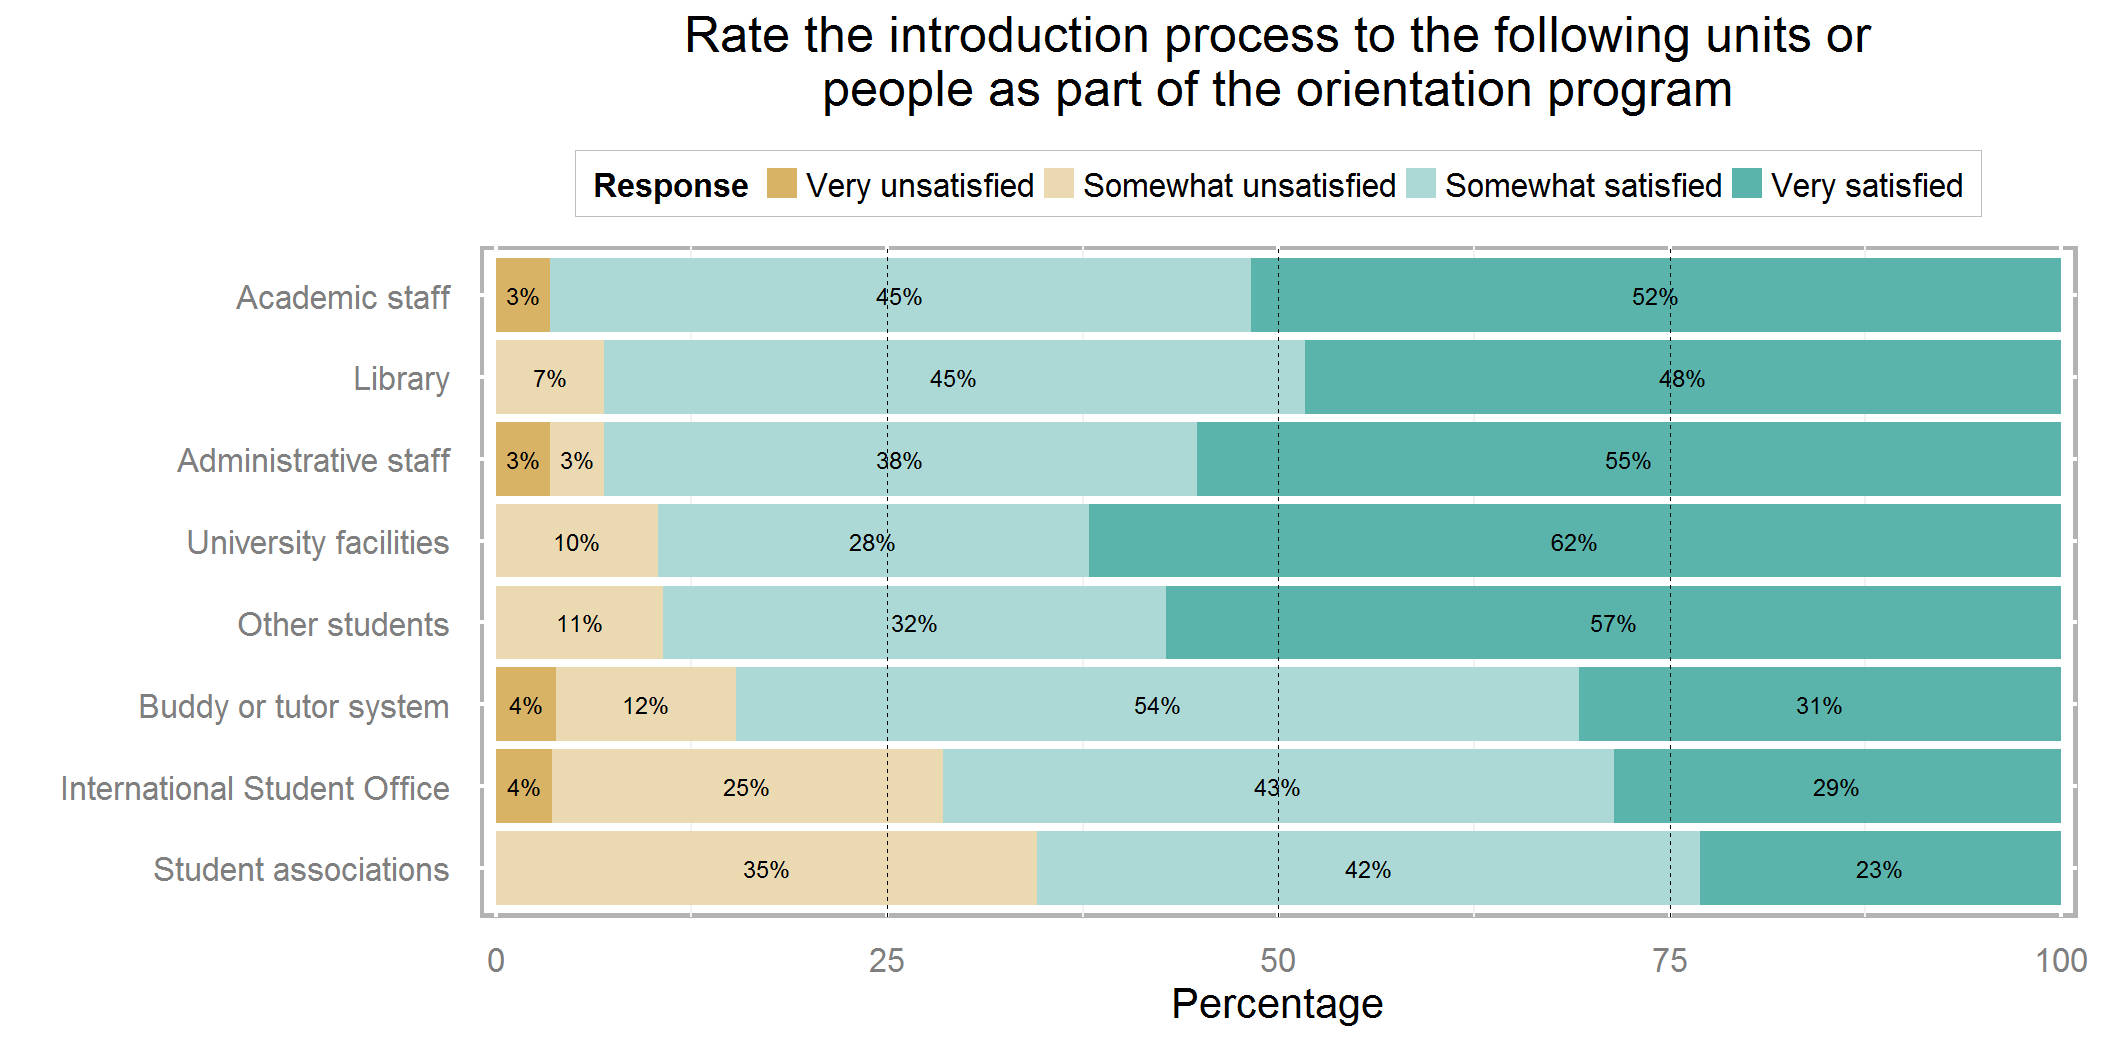 Rate the introduction process to the following units or
people as part of the orientation program
Response Very unsatisfied Somewhat unsatisfied Somewhat satisfied Very satisfied
Academic staff 3% 45% 52%
Library 7% 45% 48%
Administrative staff 3% 3% 38% 55%
University facilities 10% 28% 62%
Other students 11% 32% 57%
Buddy or tutor system 4% 12% 54% 31%
International Student Office 4% 25% 43% 29%
Student associations 35% 42% 23%
0 25 50 75 100
Percentage